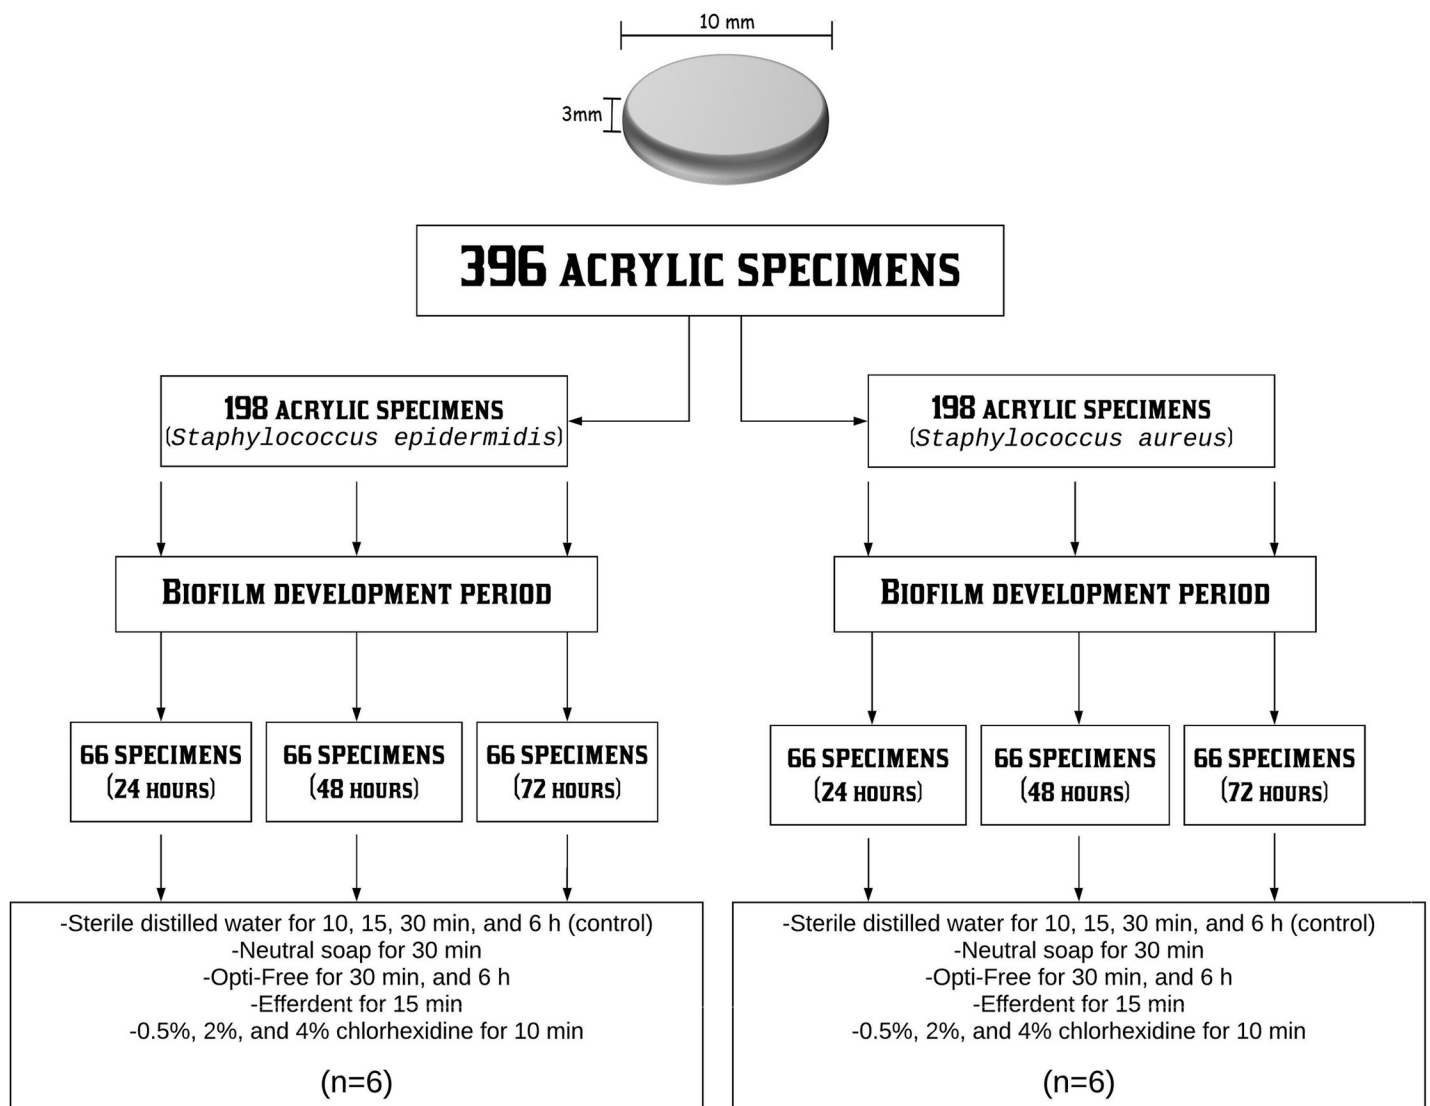 10 mm
3mm
396 ACRYLIC SPECIMENS
198 ACRYLIC SPECIMENS
(Staphylococcus epidermidis)
198 ACRYLIC SPECIMENS
(Staphylococcus aureus)
BIOFILM DEVELOPMENT PERIOD
BIOFILM DEVELOPMENT PERIOD
66 SPECIMENS
(24 HOURS)
66 SPECIMENS
(48 HOURS)
66 SPECIMENS
(72 HOURS)
66 SPECIMENS
(24 HOURS)
66 SPECIMENS
(48 HOURS)
66 SPECIMENS
(72 HOURS)
-Sterile distilled water for 10, 15, 30 min, and 6 h (control)
-Neutral soap for 30 min
-Opti-Free for 30 min, and 6 h
-Efferdent for 15 min
-0.5%, 2%, and 4% chlorhexidine for 10 min
(n=6)
-Sterile distilled water for 10, 15, 30 min, and 6 h (control)
-Neutral soap for 30 min
-Opti-Free for 30 min, and 6 h
-Efferdent for 15 min
-0.5%, 2%, and 4% chlorhexidine for 10 min
(n=6)